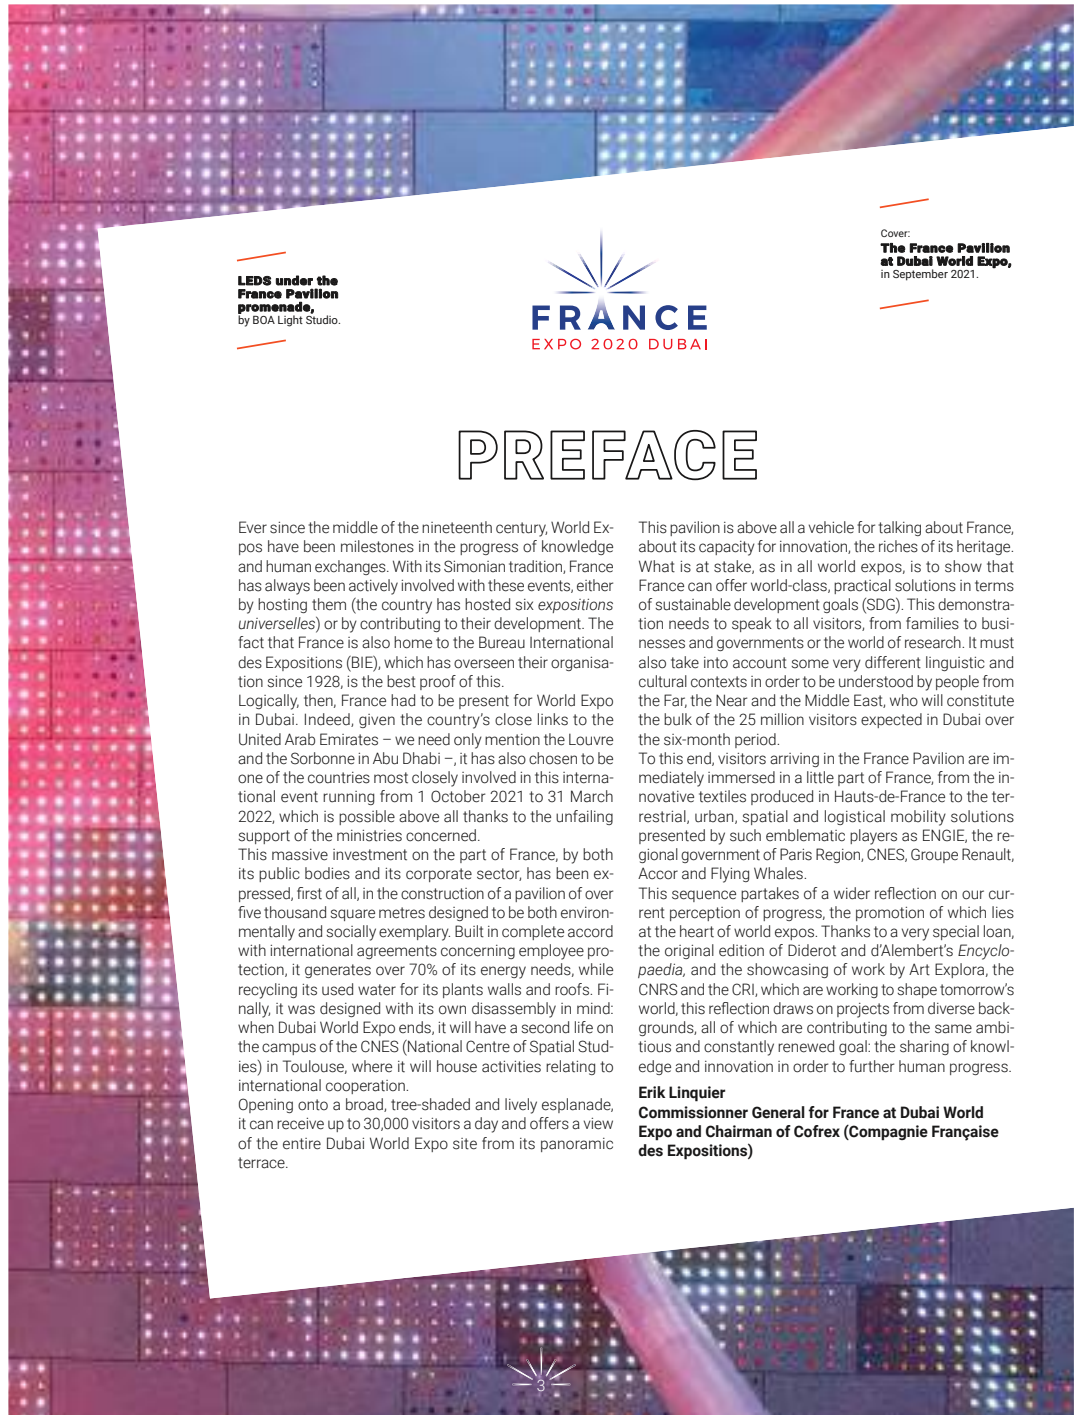 LEDS under the
France Pavilion
promenade,
by BOA Light Studio.
FRANCE
EXPO 2020 DUBAI
Cover:
The France Pavilion
at Dubai World Expo,
in September 2021.
PREFACE
Ever since the middle of the nineteenth century, World Ex-
pos have been milestones in the progress of knowledge
and human exchanges. With its Simonian tradition, France
has always been actively involved with these events, either
by hosting them (the country has hosted six expositions
universelles) or by contributing to their development. The
fact that France is also home to the Bureau International
des Expositions (BIE), which has overseen their organisa-
tion since 1928, is the best proof of this.
Logically, then, France had to be present for World Expo
in Dubai. Indeed, given the country's close links to the
United Arab Emirates – we need only mention the Louvre
and the Sorbonne in Abu Dhabi –, it has also chosen to be
one of the countries most closely involved in this interna-
tional event running from 1 October 2021 to 31 March
2022, which is possible above all thanks to the unfailing
support of the ministries concerned.
This massive investment on the part of France, by both
its public bodies and its corporate sector, has been ex-
pressed, first of all, in the construction of a pavilion of over
five thousand square metres designed to be both environ-
mentally and socially exemplary. Built in complete accord
with international agreements concerning employee pro-
tection, it generates over 70% of its energy needs, while
recycling its used water for its plants walls and roofs. Fi-
nally, it was designed with its own disassembly in mind:
when Dubai World Expo ends, it will have a second life on
the campus of the CNES (National Centre of Spatial Stud-
ies) in Toulouse, where it will house activities relating to
international cooperation.
Opening onto a broad, tree-shaded and lively esplanade,
it can receive up to 30,000 visitors a day and offers a view
of the entire Dubai World Expo site from its panoramic
terrace.
This pavilion is above all a vehicle for talking about France,
about its capacity for innovation, the riches of its heritage.
What is at stake, as in all world expos, is to show that
France can offer world-class, practical solutions in terms
of sustainable development goals (SDG). This demonstra-
tion needs to speak to all visitors, from families to busi-
nesses and governments or the world of research. It must
also take into account some very different linguistic and
cultural contexts in order to be understood by people from
the Far, the Near and the Middle East, who will constitute
the bulk of the 25 million visitors expected in Dubai over
the six-month period.
To this end, visitors arriving in the France Pavilion are im-
mediately immersed in a little part of France, from the in-
novative textiles produced in Hauts-de-France to the ter-
restrial, urban, spatial and logistical mobility solutions
presented by such emblematic players as ENGIE, the re-
gional government of Paris Region, CNES, Groupe Renault,
Accor and Flying Whales.
This sequence partakes of a wider reflection on our cur-
rent perception of progress, the promotion of which lies
at the heart of world expos. Thanks to a very special loan,
the original edition of Diderot and d'Alembert's Encyclo-
paedia, and the showcasing of work by Art Explora, the
CNRS and the CRI, which are working to shape tomorrow's
world, this reflection draws on projects from diverse back-
grounds, all of which are contributing to the same ambi-
tious and constantly renewed goal: the sharing of knowl-
edge and innovation in order to further human progress.
Erik Linquier
Commissionner General for France at Dubai World
Expo and Chairman of Cofrex (Compagnie Française
des Expositions)
3